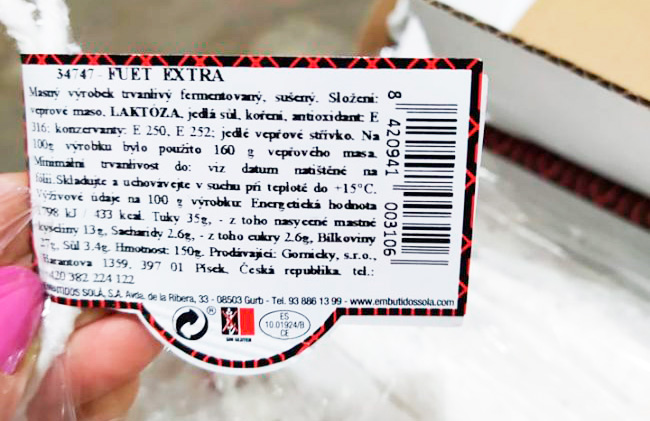 34747 - FUET EXTRA
Masný výrobek trvanlivý fermentovaný, sušený. Složení:
vepřové maso, LAKTÓZA, jedlá sůl, koření, antioxidant: E
316; konzervanty: E 250, E 252; jedlé vepřové střívko. Na
100g výrobku bylo použito 160 g vepřového masa.
Minimální trvanlivost do: viz datum natištěné na
fólii. Skladujte a uchovávejte v suchu při teplotě do +15°C.
Výživové údaje na 100 g výrobku: Energetická hodnota
1798 kJ / 433 kcal. Tuky 35g, - z toho nasycené mastné
kyseliny 13g, Sacharidy 2.6g, - z toho cukry 2.6g, Bílkoviny
27g, Sůl 3.4g. Hmotnost: 150g. Prodávající: Gornicky, s.r.o.,
Harantova 1359, 397 01 Písek, Česká republika. tel.:
+420 382 224 122
EMBUTIDOS SOLÀ, S.A. Avda. de la Ribera, 33 - 08503 Gurb - Tel. 93 886 13 99 - www.embutidossola.com
8 420941 003106
SIN GLUTEN
ES
10.01924/B
CE